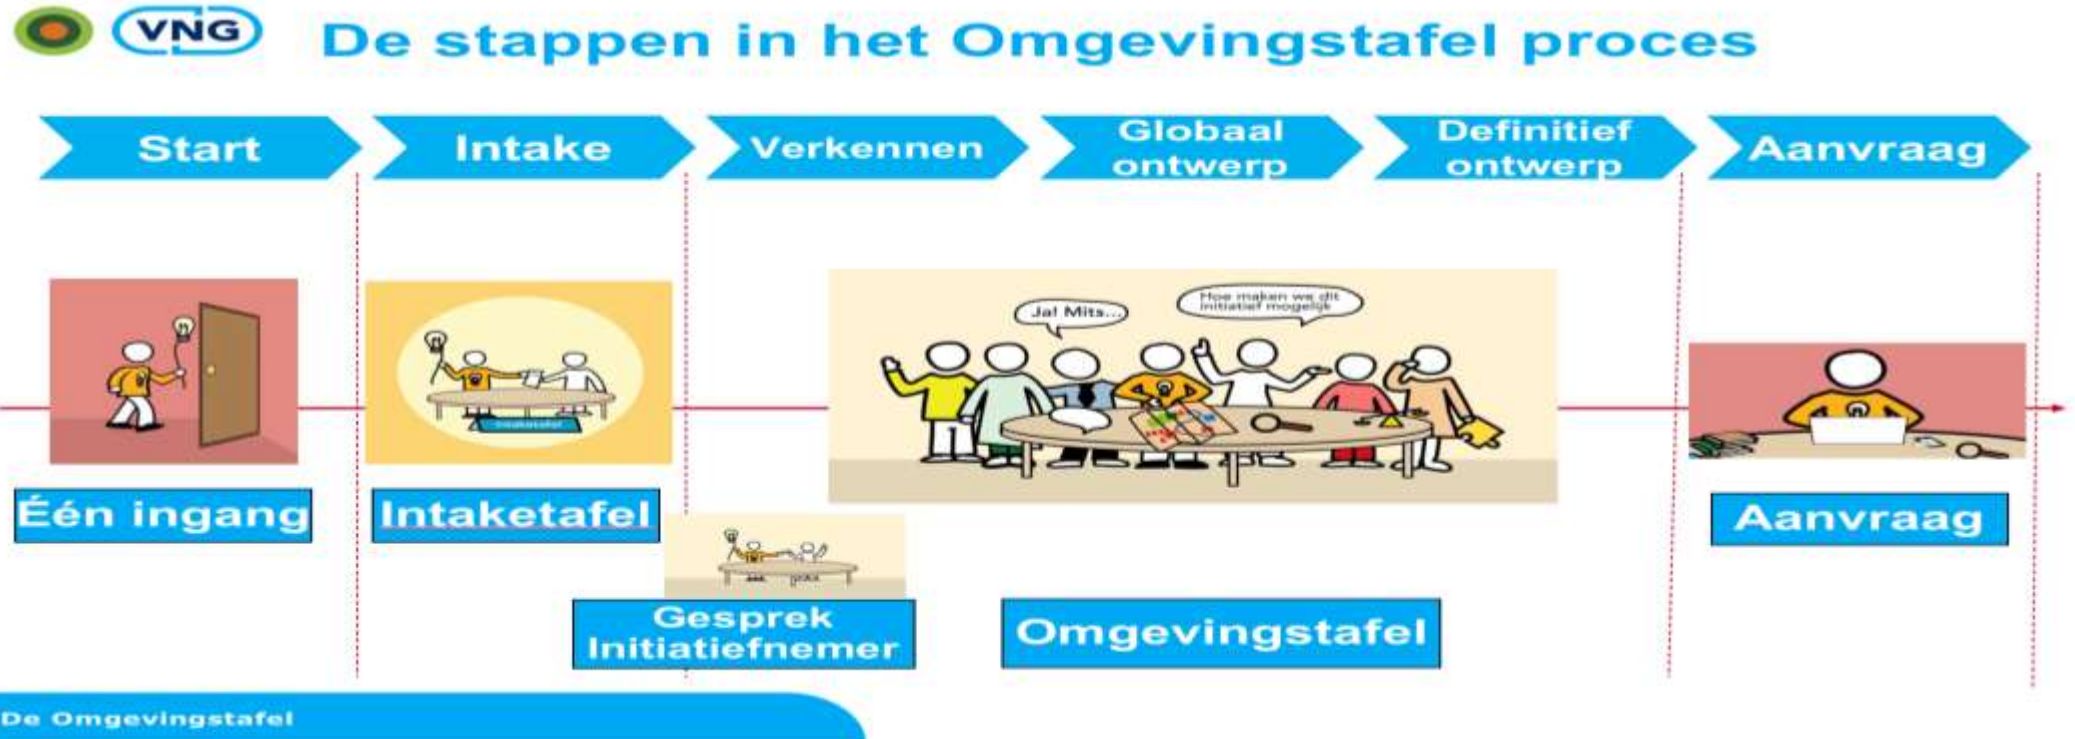 VNG
De stappen in het Omgevingstafel proces
Start
Intake
Verkennen
Globaal
ontwerp
Definitief
ontwerp
Aanvraag
Ja! Mits...
Hoe maken we dit
initiatief mogelijk
Intaketafel
Één ingang
Intaketafel
Aanvraag
Gesprek
Initiatiefnemer
Omgevingstafel
De Omgevingstafel